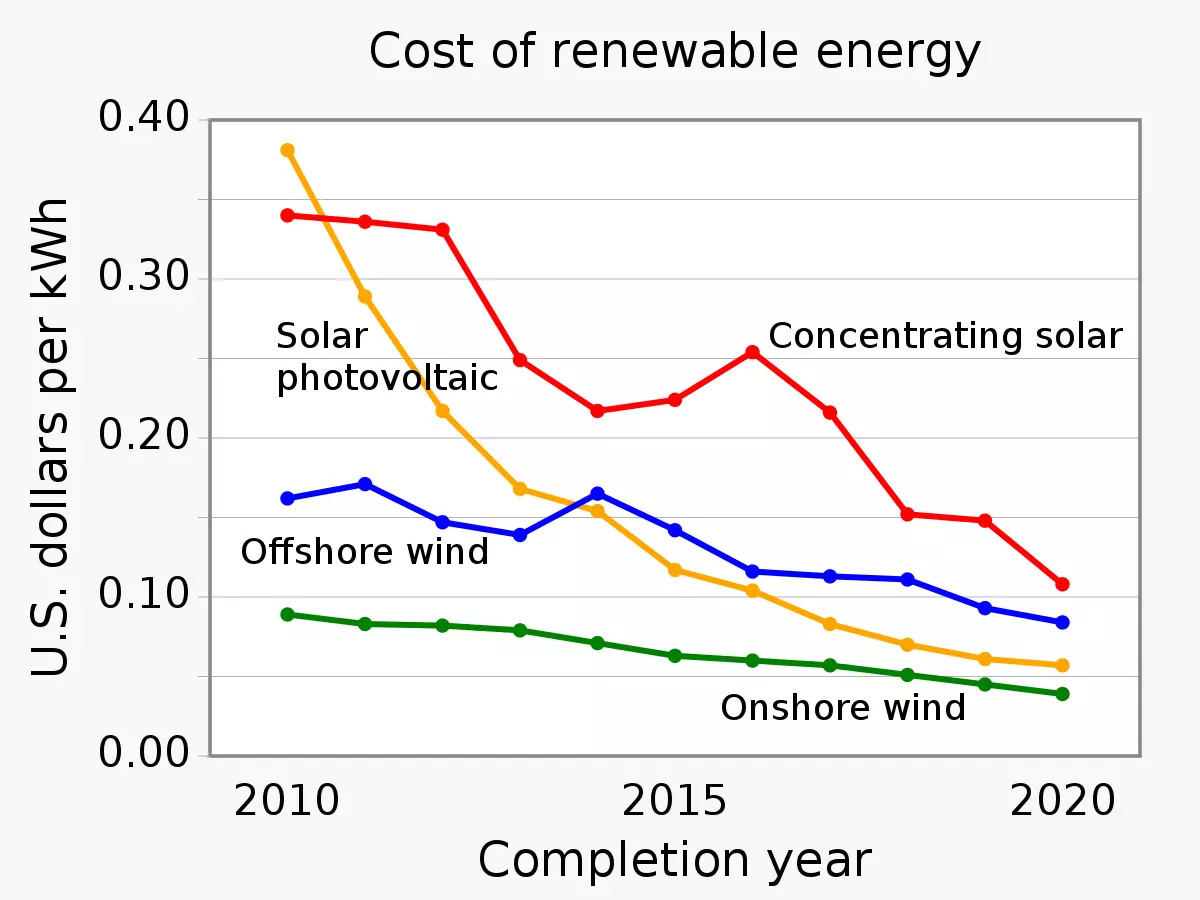 Cost of renewable energy
0.40
0.30
0.20
0.10
0.00
U.S. dollars per kWh
Solar
photovoltaic
Concentrating solar
Offshore wind
Onshore wind
2010
2015
2020
Completion year